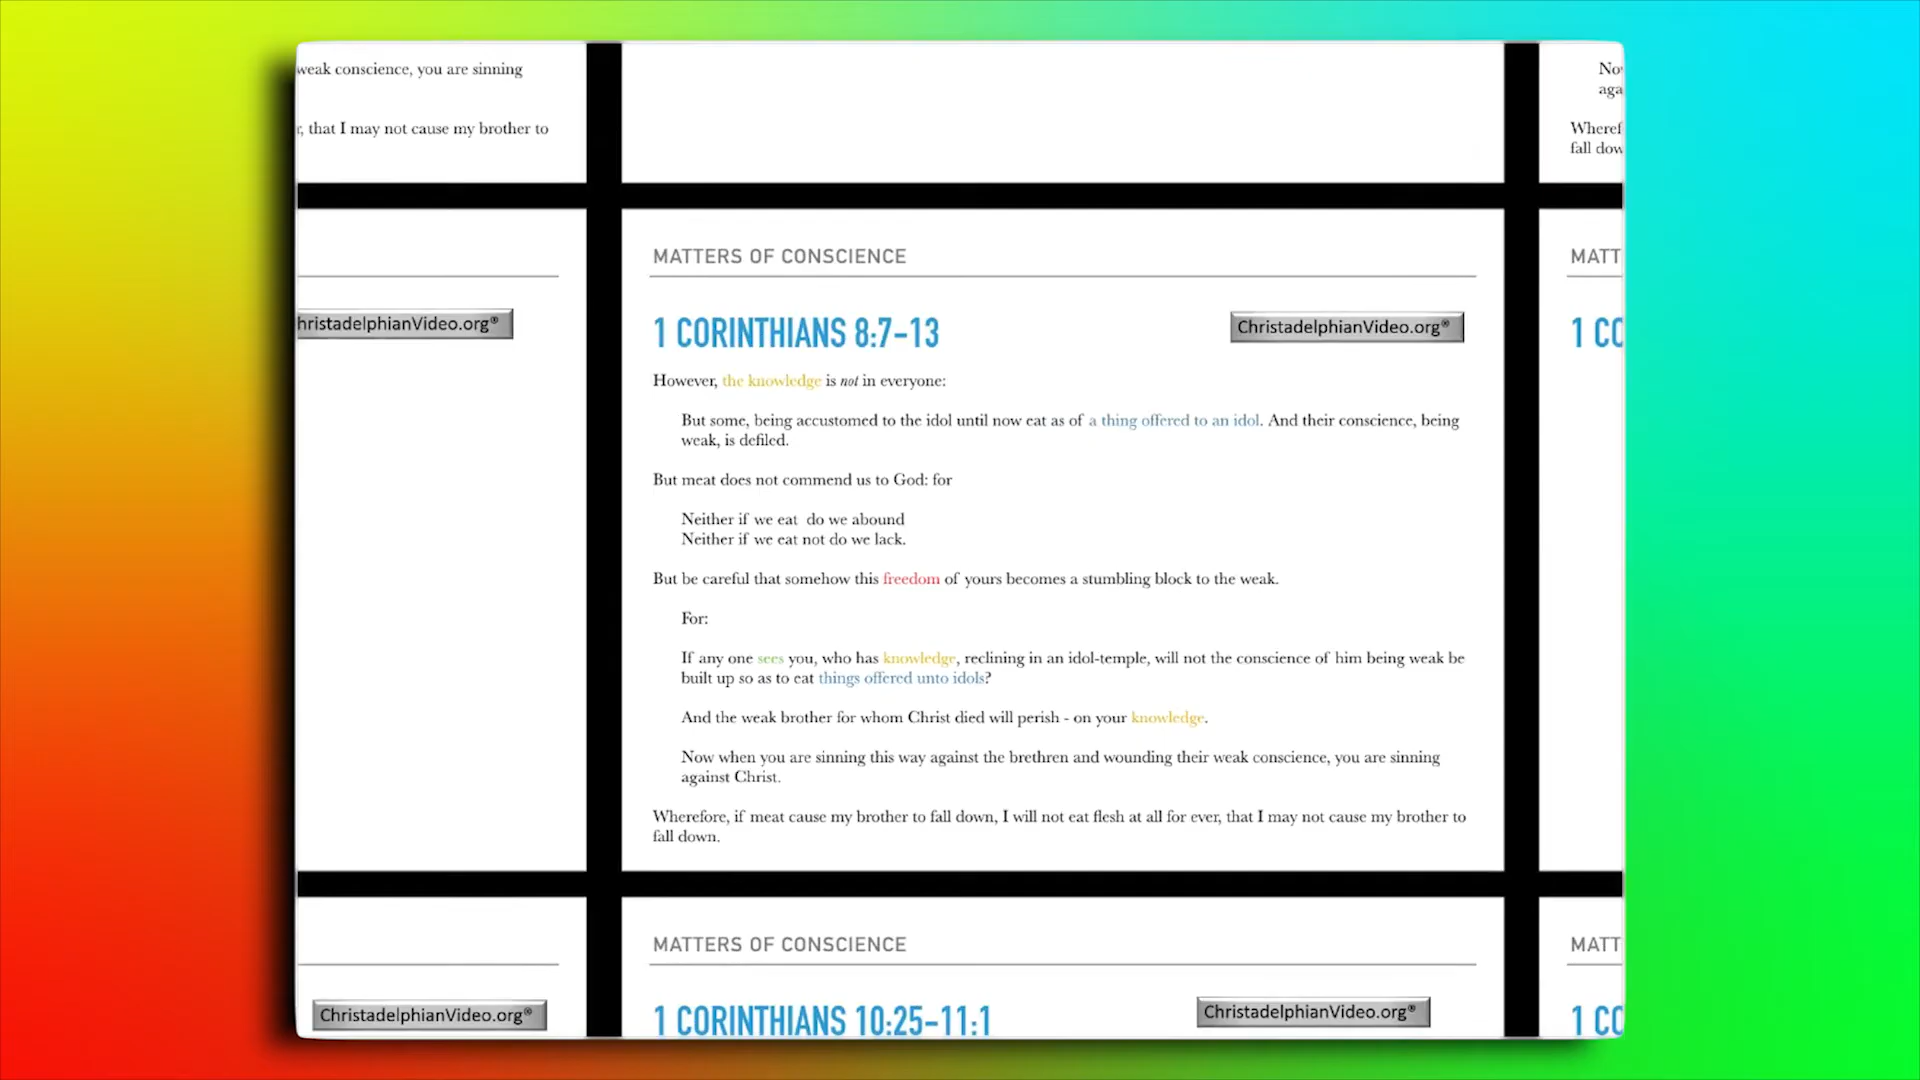 weak conscience, you are sinning
, that I may not cause my brother to
No
aga
Wheref
fall dow
MATTERS OF CONSCIENCE
MATT
hristadelphianVideo.org®
1 CORINTHIANS 8:7–13
ChristadelphianVideo.org®
1 CO
However, the knowledge is not in everyone:
But some, being accustomed to the idol until now eat as of a thing offered to an idol. And their conscience, being
weak, is defiled.
But meat does not commend us to God: for
Neither if we eat do we abound
Neither if we eat not do we lack.
But be careful that somehow this freedom of yours becomes a stumbling block to the weak.
For:
If any one sees you, who has knowledge, reclining in an idol-temple, will not the conscience of him being weak be
built up so as to eat things offered unto idols?
And the weak brother for whom Christ died will perish - on your knowledge.
Now when you are sinning this way against the brethren and wounding their weak conscience, you are sinning
against Christ.
Wherefore, if meat cause my brother to fall down, I will not eat flesh at all for ever, that I may not cause my brother to
fall down.
MATTERS OF CONSCIENCE
MATT
ChristadelphianVideo.org®
1 CORINTHIANS 10:25–11:1
ChristadelphianVideo.org®
1 CO